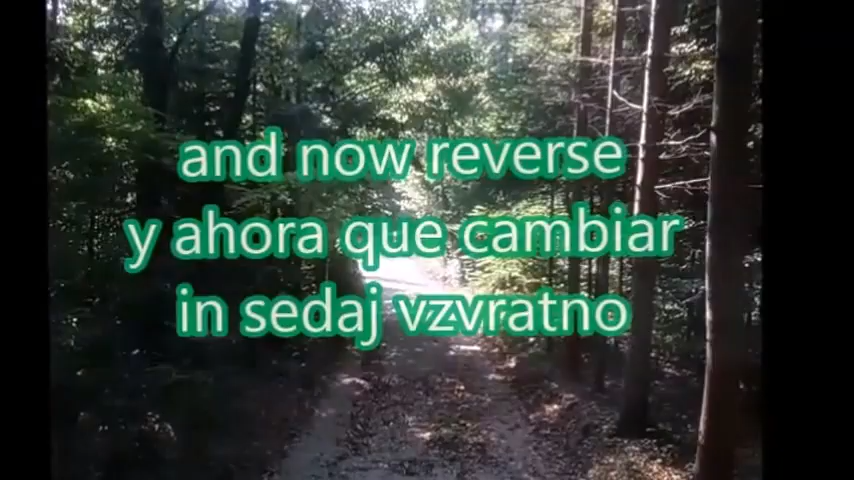 and now reverse
y ahora que cambiar
in sedaj vzvratno